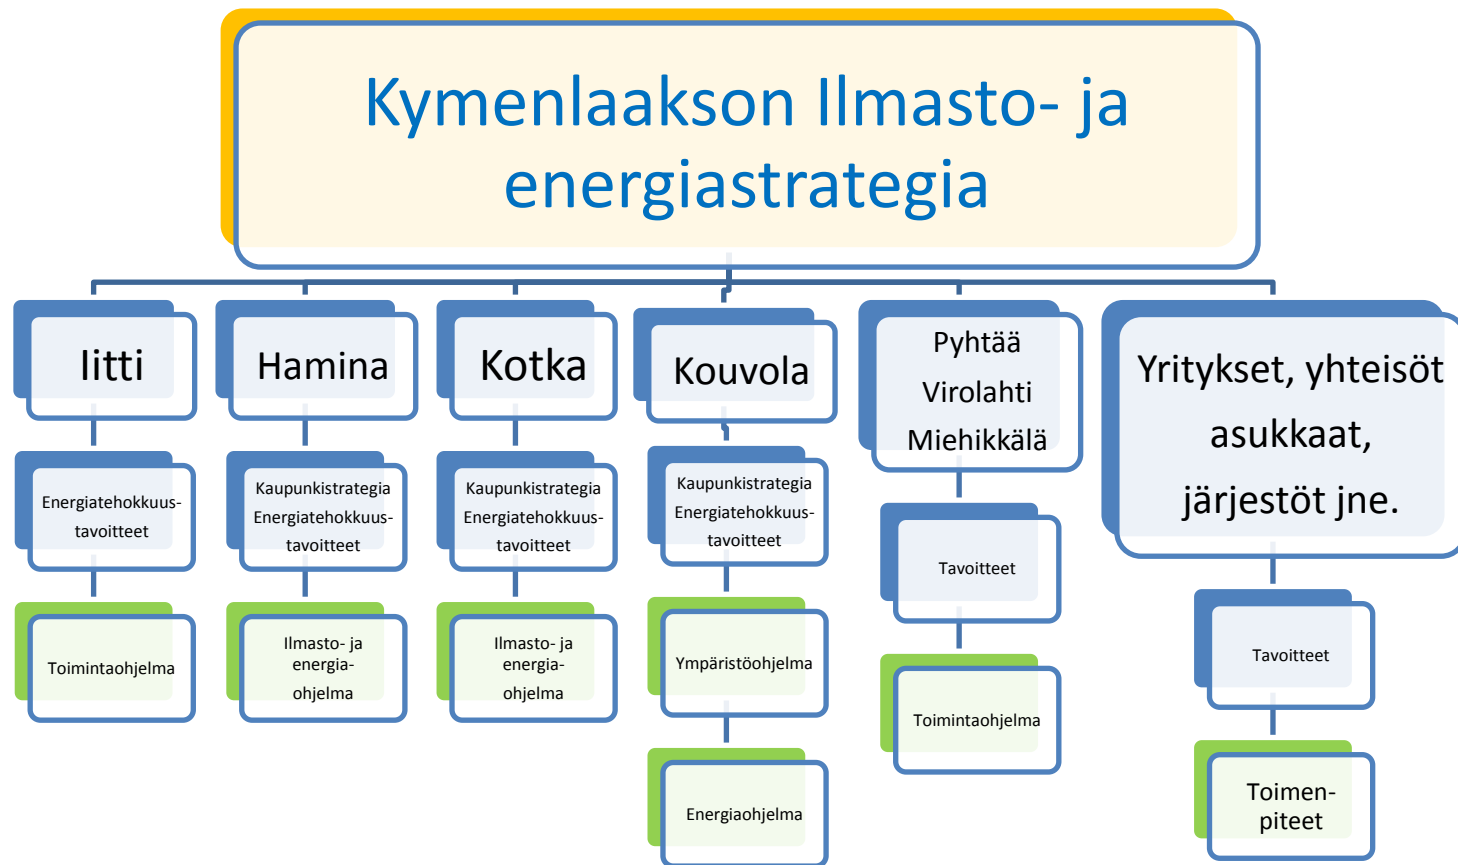 Kymenlaakson Ilmasto- ja
energiastrategia
Iitti
Energiatehokkuus-
tavoitteet
Toimintaohjelma
Hamina
Kaupunkistrategia
Energiatehokkuus-
tavoitteet
Ilmasto- ja
energia-
ohjelma
Kotka
Kaupunkistrategia
Energiatehokkuus-
tavoitteet
Ilmasto- ja
energia-
ohjelma
Kouvola
Kaupunkistrategia
Energiatehokkuus-
tavoitteet
Ympäristöohjelma
Energiaohjelma
Pyhtää
Virolahti
Miehikkälä
Tavoitteet
Toimintaohjelma
Yritykset, yhteisöt
asukkaat,
järjestöt jne.
Tavoitteet
Toimen-
piteet